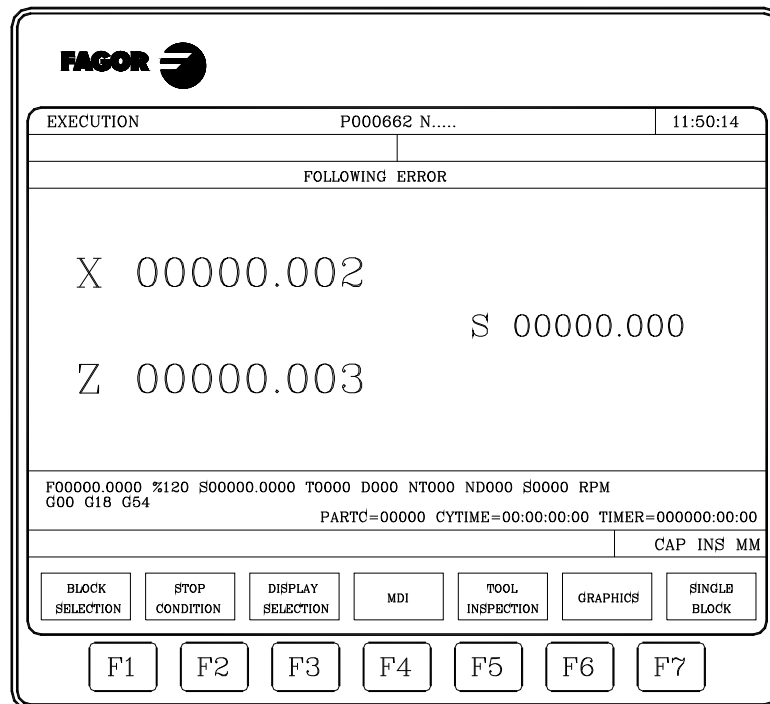 FAGOR
EXECUTION P000662 N..... 11:50:14
FOLLOWING ERROR
X 00000.002
S 00000.000
Z 00000.003
F00000.0000 %120 S00000.0000 T0000 D000 NT000 ND000 S0000 RPM
G00 G18 G54
PARTC=00000 CYTIME=00:00:00:00 TIMER=000000:00:00
CAP INS MM
BLOCK SELECTION
STOP CONDITION
DISPLAY SELECTION
MDI
TOOL INSPECTION
GRAPHICS
SINGLE BLOCK
F1 F2 F3 F4 F5 F6 F7